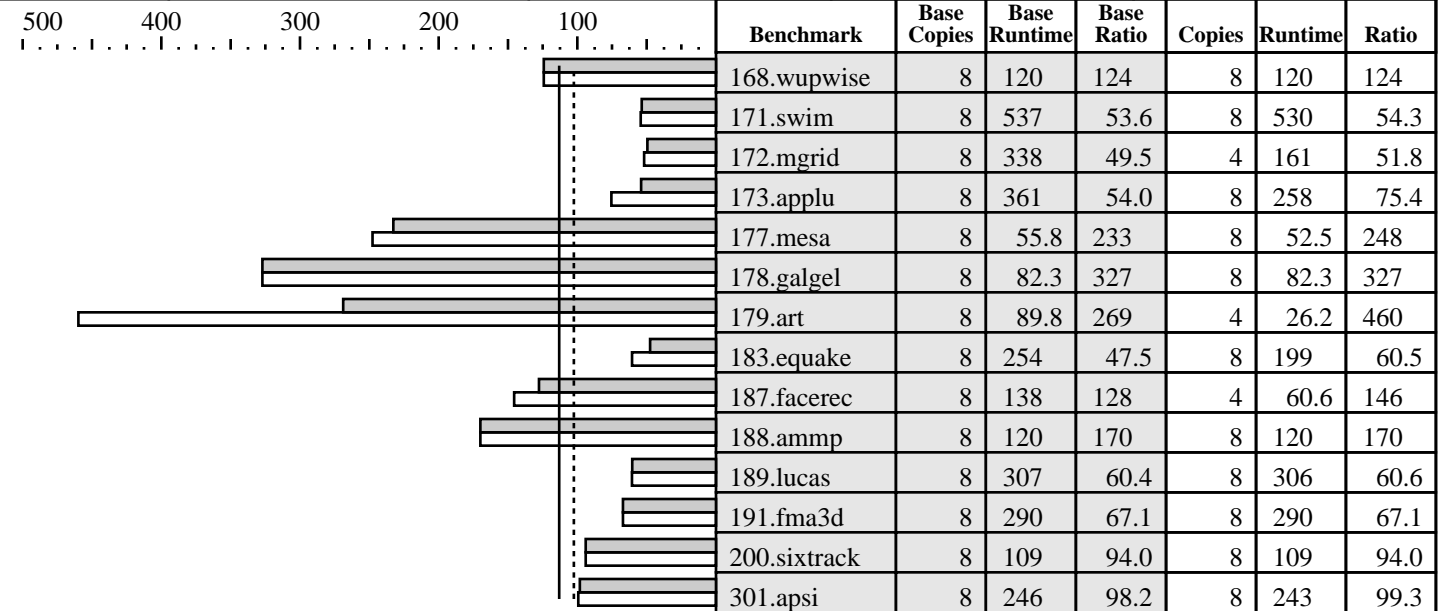 500 400 300 200 100
Benchmark Base Copies Base Runtime Base Ratio Copies Runtime Ratio
168.wupwise 8 120 124 8 120 124
171.swim 8 537 53.6 8 530 54.3
172.mgrid 8 338 49.5 4 161 51.8
173.applu 8 361 54.0 8 258 75.4
177.mesa 8 55.8 233 8 52.5 248
178.galgel 8 82.3 327 8 82.3 327
179.art 8 89.8 269 4 26.2 460
183.equake 8 254 47.5 8 199 60.5
187.facerec 8 138 128 4 60.6 146
188.ammp 8 120 170 8 120 170
189.lucas 8 307 60.4 8 306 60.6
191.fma3d 8 290 67.1 8 290 67.1
200.sixtrack 8 109 94.0 8 109 94.0
301.apsi 8 246 98.2 8 243 99.3